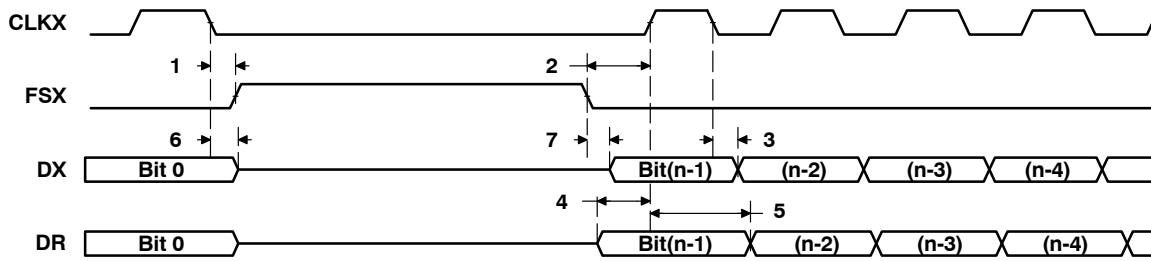 CLKX
1 2
FSX
6 7 3
DX Bit 0 Bit(n-1) (n-2) (n-3) (n-4)
4 5
DR Bit 0 Bit(n-1) (n-2) (n-3) (n-4)